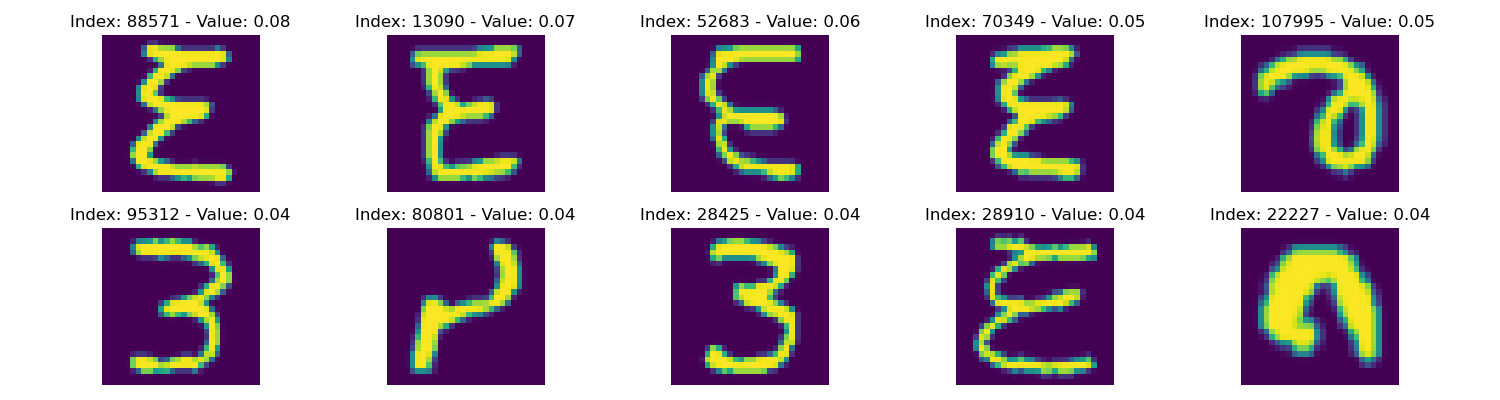 Index: 88571 - Value: 0.08 Index: 13090 - Value: 0.07 Index: 52683 - Value: 0.06 Index: 70349 - Value: 0.05 Index: 107995 - Value: 0.05
Σ E E Σ
Index: 95312 - Value: 0.04 Index: 80801 - Value: 0.04 Index: 28425 - Value: 0.04 Index: 28910 - Value: 0.04 Index: 22227 - Value: 0.04
3 3 Σ